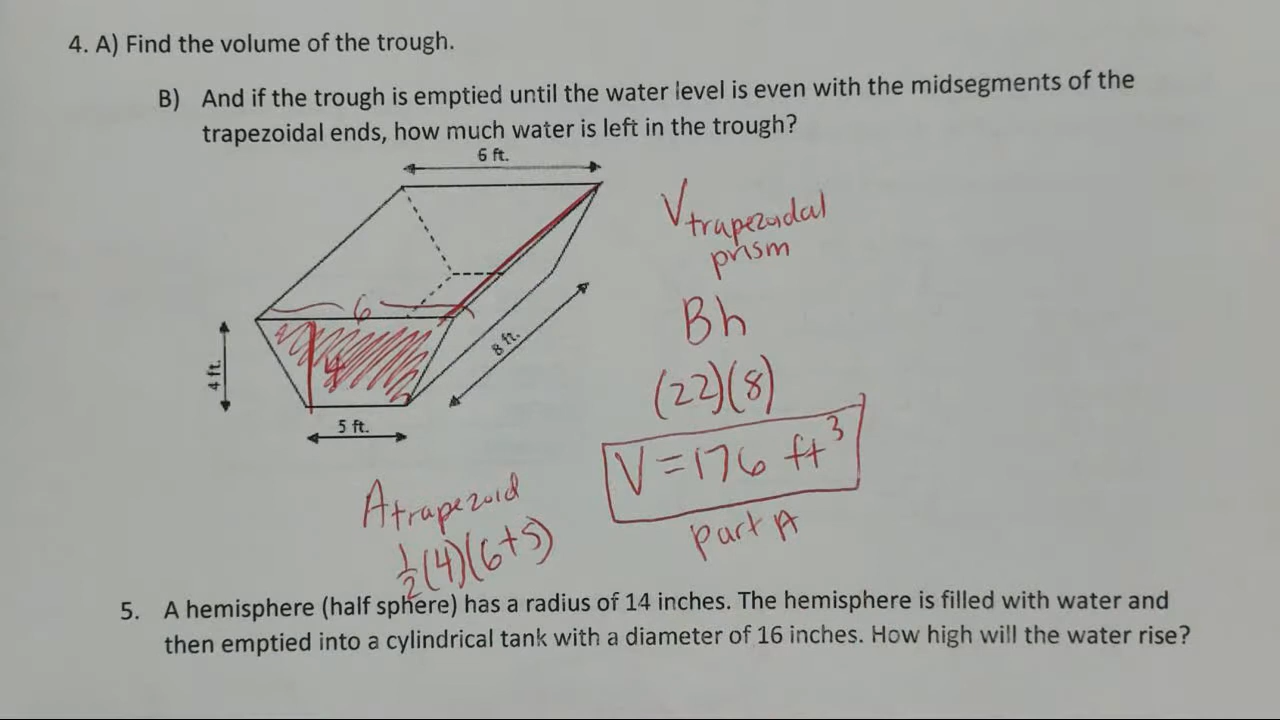 4. A) Find the volume of the trough.
B) And if the trough is emptied until the water level is even with the midsegments of the
trapezoidal ends, how much water is left in the trough?
6 ft.
6
4
4 ft.
8 ft.
5 ft.
V trapezoidal
prism
Bh
(22)(8)
V=176 ft³
part A
A trapezoid
½(4)(6+5)
5. A hemisphere (half sphere) has a radius of 14 inches. The hemisphere is filled with water and
then emptied into a cylindrical tank with a diameter of 16 inches. How high will the water rise?